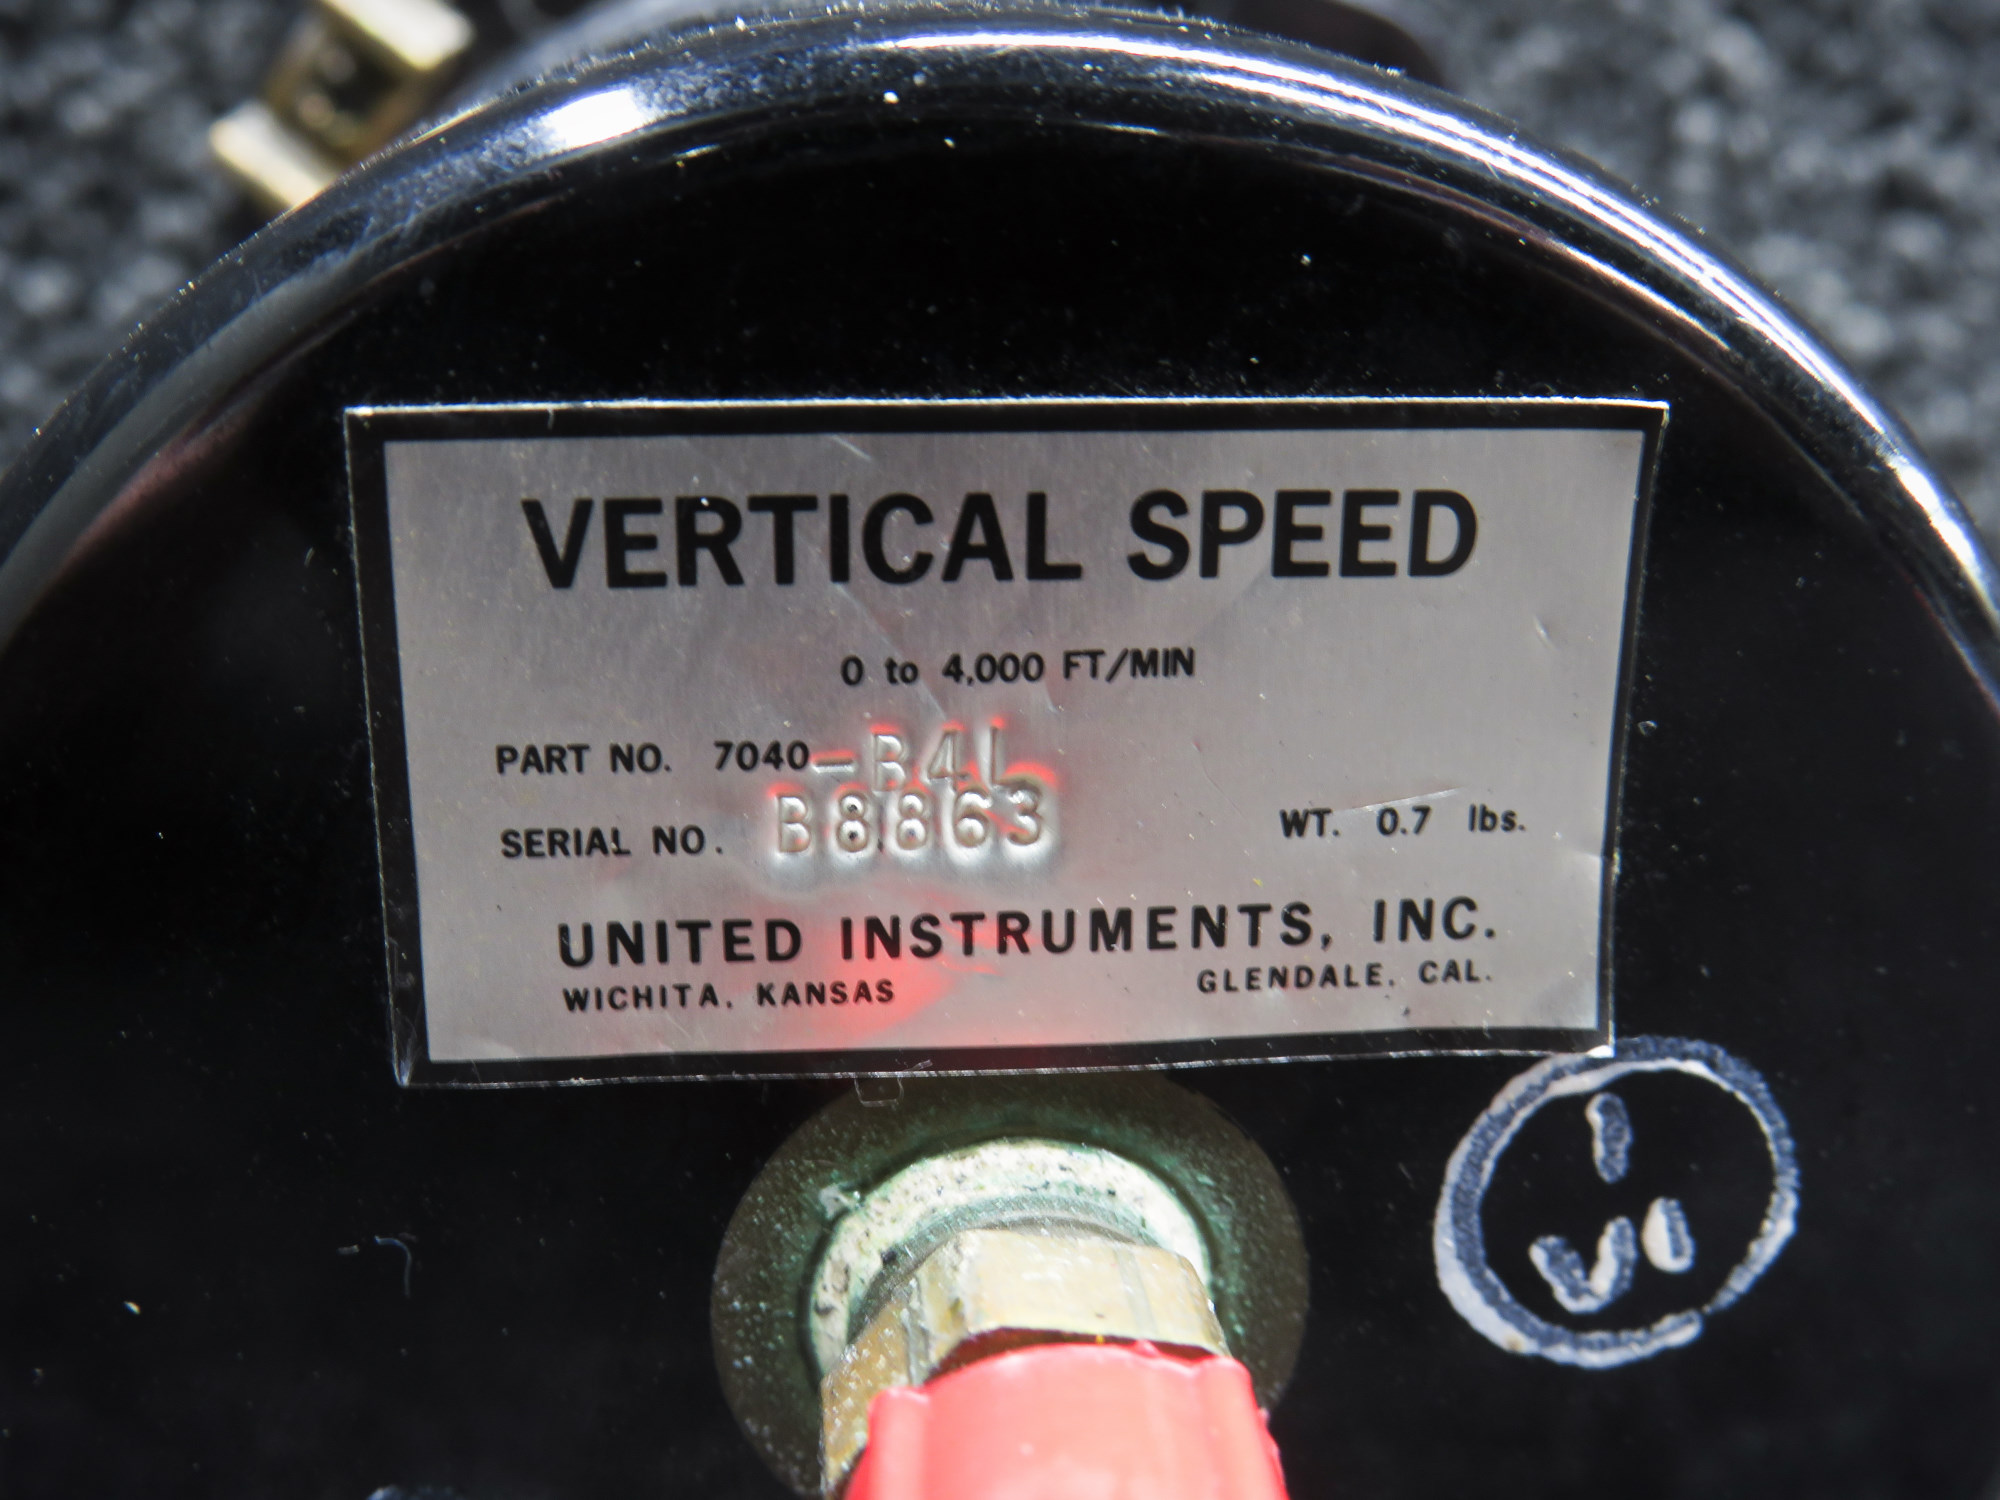 VERTICAL SPEED
0 to 4,000 FT/MIN
PART NO. 7040-B4L
SERIAL NO. B8863
WT. 0.7 lbs.
UNITED INSTRUMENTS, INC.
WICHITA, KANSAS
GLENDALE, CAL.
I
VI